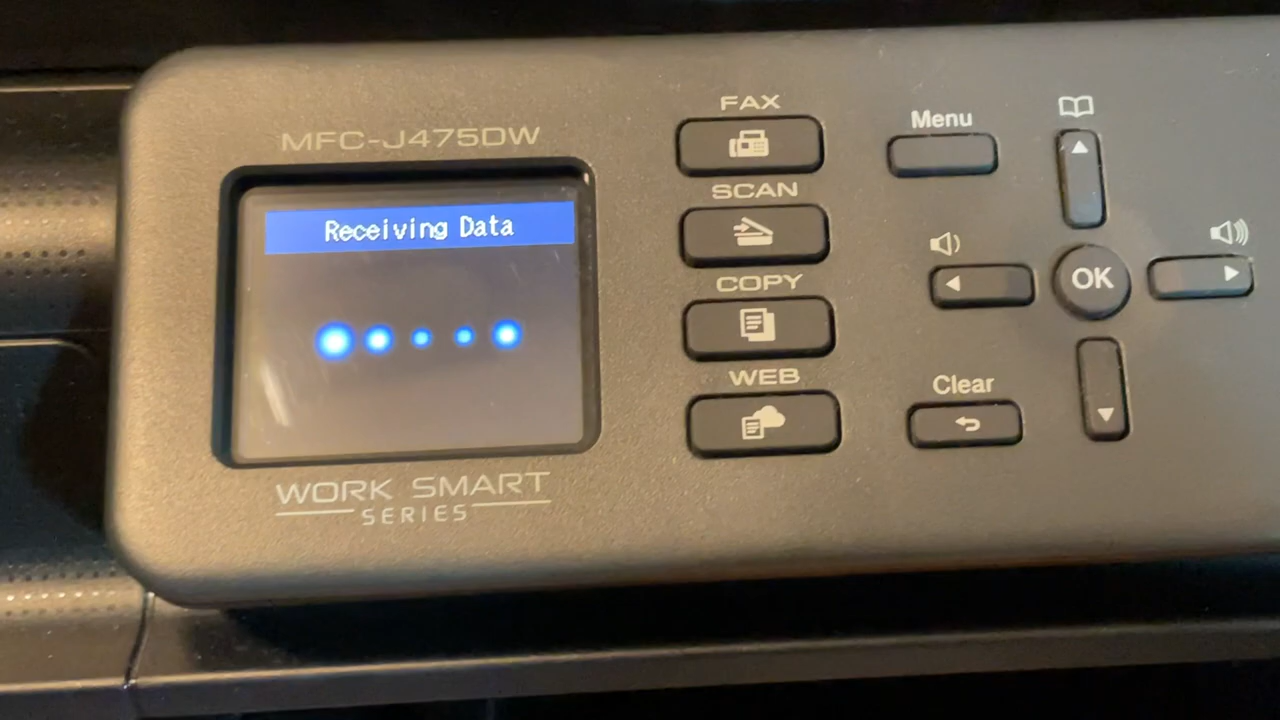 MFC-J475DW
Receiving Data
WORK SMART
SERIES
FAX
SCAN
COPY
WEB
Menu
OK
Clear